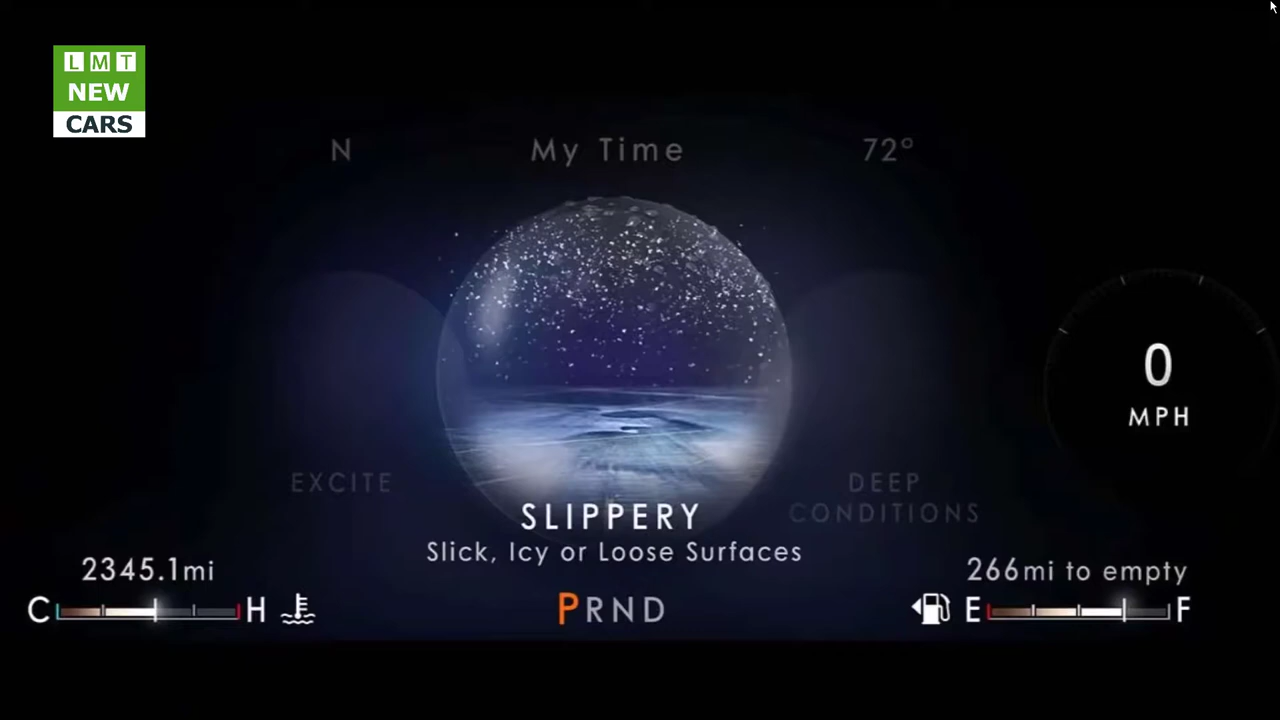 LMT
NEW
CARS
N
My Time
72°
EXCITE
DEEP
CONDITIONS
SLIPPERY
Slick, Icy or Loose Surfaces
0
MPH
2345.1mi
266mi to empty
C
H
PRND
E
F